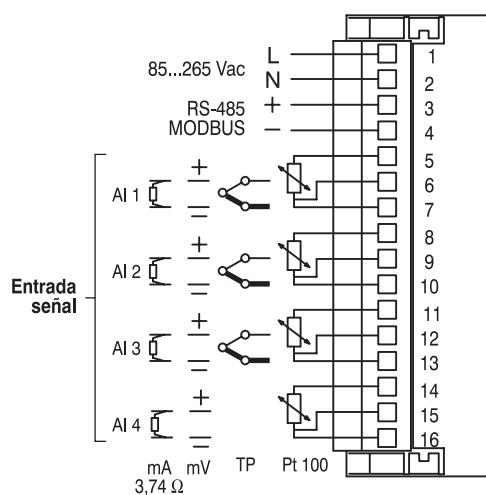 85...265 Vac
L
N
RS-485
MODBUS
+
−
1
2
3
4
5
6
7
8
9
10
11
12
13
14
15
16
Entrada
señal
AI 1
+
−
AI 2
+
−
AI 3
+
−
AI 4
+
−
mA mV TP Pt 100
3,74 Ω